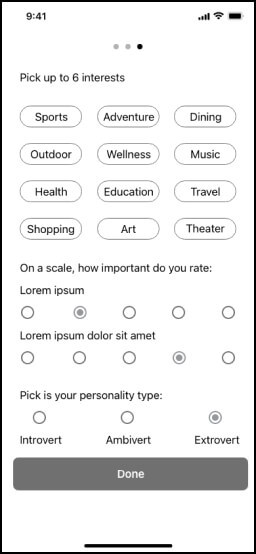 9:41
Pick up to 6 interests
Sports Adventure Dining
Outdoor Wellness Music
Health Education Travel
Shopping Art Theater
On a scale, how important do you rate:
Lorem ipsum
Lorem ipsum dolor sit amet
Pick is your personality type:
Introvert Ambivert Extrovert
Done